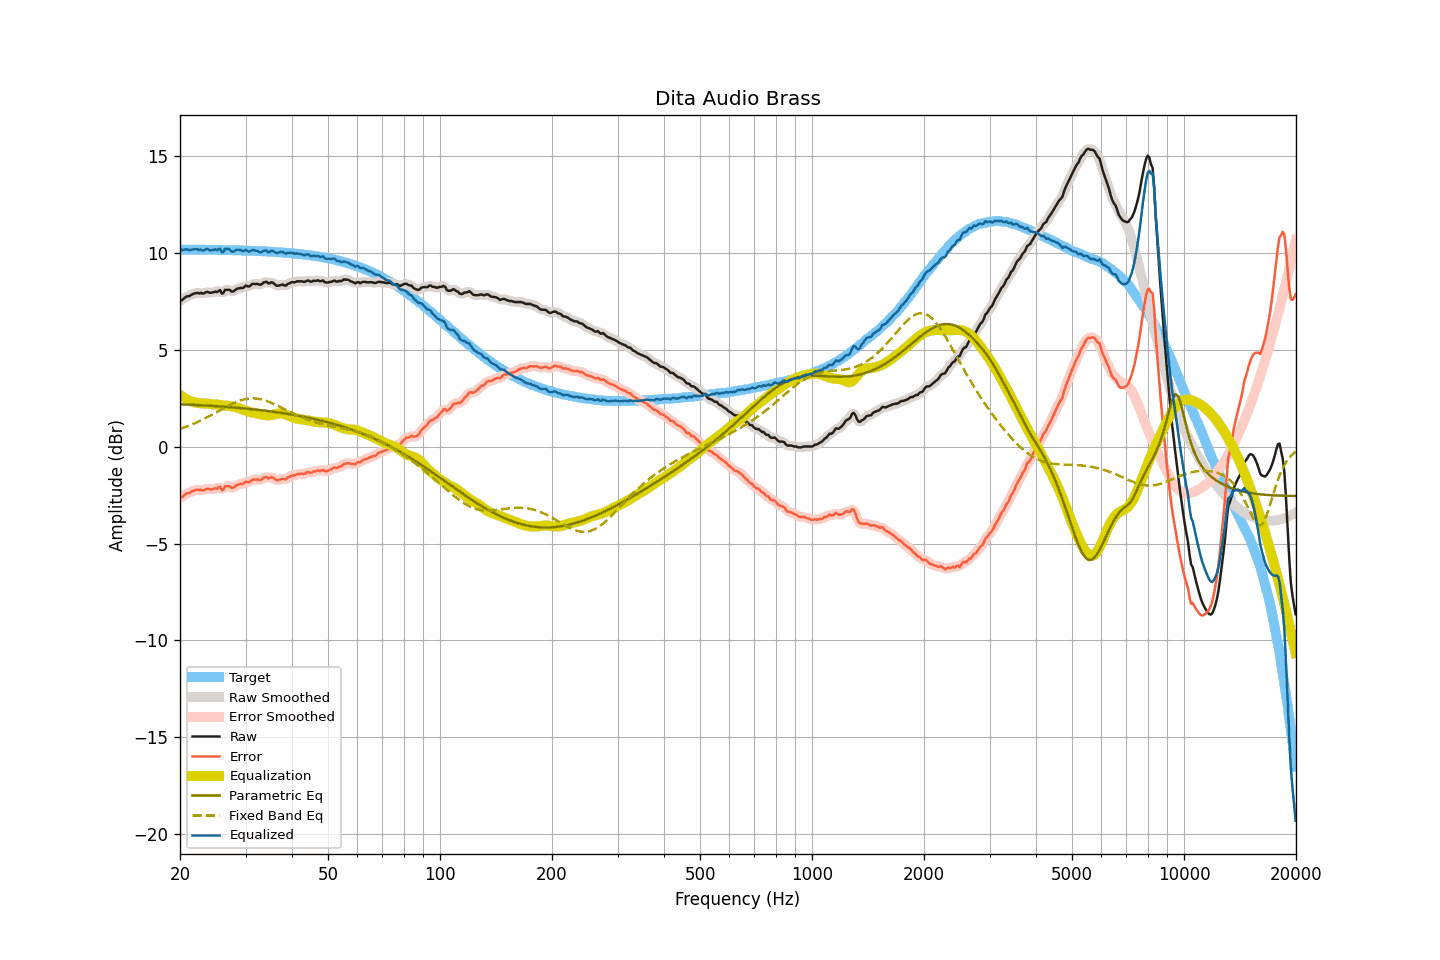 Dita Audio Brass
Amplitude (dBr)
15
10
5
0
−5
−10
−15
−20
Target
Raw Smoothed
Error Smoothed
Raw
Error
Equalization
Parametric Eq
Fixed Band Eq
Equalized
20 50 100 200 500 1000 2000 5000 10000 20000
Frequency (Hz)